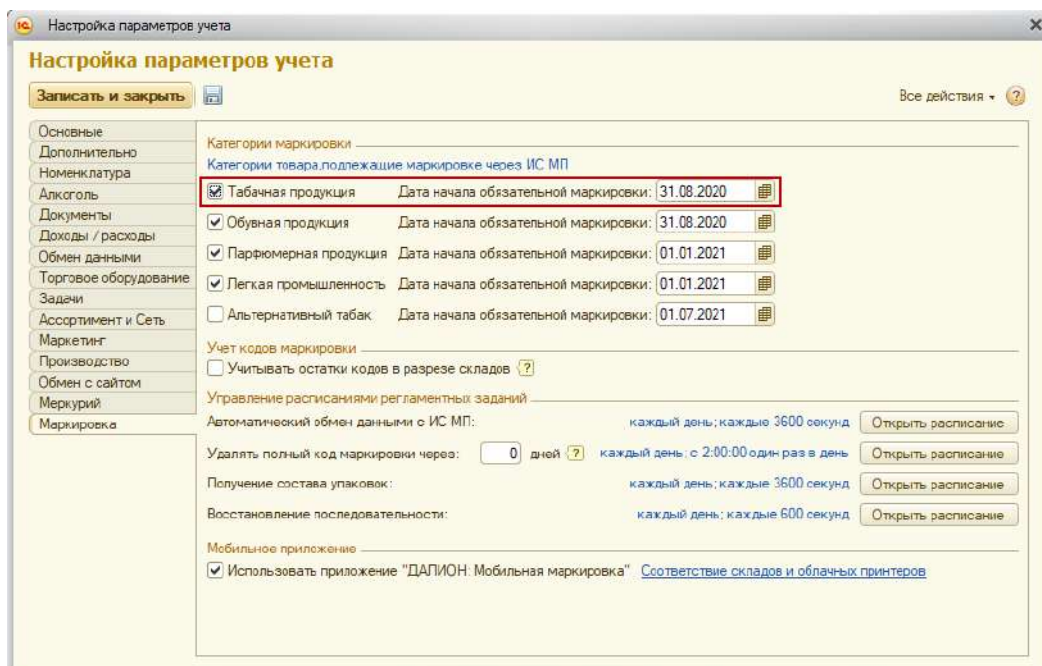 1С Настройка параметров учета
Настройка параметров учета
Записать и закрыть Все действия ?
Основные
Дополнительно
Номенклатура
Алкоголь
Документы
Доходы / расходы
Обмен данными
Торговое оборудование
Задачи
Ассортимент и Сеть
Маркетинг
Производство
Обмен с сайтом
Меркурий
Маркировка
Категории маркировки
Категории товара,подлежащие маркировке через ИС МП
Табачная продукция Дата начала обязательной маркировки: 31.08.2020
Обувная продукция Дата начала обязательной маркировки: 31.08.2020
Парфюмерная продукция Дата начала обязательной маркировки: 01.01.2021
Легкая промышленность Дата начала обязательной маркировки: 01.01.2021
Альтернативный табак Дата начала обязательной маркировки: 01.07.2021
Учет кодов маркировки
Учитывать остатки кодов в разрезе складов ?
Управление расписаниями регламентных заданий
Автоматический обмен данными с ИС МП: каждый день; каждые 3600 секунд Открыть расписание
Удалять полный код маркировки через: 0 дней ? каждый день; с 2:00:00 один раз в день Открыть расписание
Получение состава упаковок: каждый день; каждые 3600 секунд Открыть расписание
Восстановление последовательности: каждый день; каждые 600 секунд Открыть расписание
Мобильное приложение
Использовать приложение "ДАЛИОН: Мобильная маркировка" Соответствие складов и облачных принтеров